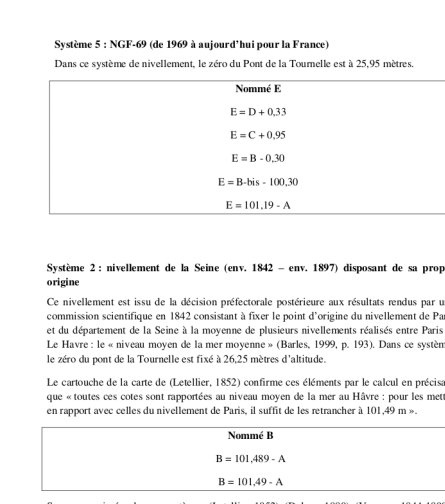 Système 5 : NGF-69 (de 1969 à aujourd'hui pour la France)
Dans ce système de nivellement, le zéro du Pont de la Tournelle est à 25,95 mètres.
Nommé E
E = D + 0,33
E = C + 0,95
E = B - 0,30
E = B-bis - 100,30
E = 101,19 - A
Système 2 : nivellement de la Seine (env. 1842 – env. 1897) disposant de sa prop
origine
Ce nivellement est issu de la décision préfectorale postérieure aux résultats rendus par u
commission scientifique en 1842 consistant à fixer le point d'origine du nivellement de Par
et du département de la Seine à la moyenne de plusieurs nivellements réalisés entre Paris
Le Havre : le « niveau moyen de la mer moyenne » (Barles, 1999, p. 193). Dans ce systèm
le zéro du pont de la Tournelle est fixé à 26,25 mètres d'altitude.
Le cartouche de la carte de (Letellier, 1852) confirme ces éléments par le calcul en précisa
que « toutes ces cotes sont rapportées au niveau moyen de la mer au Hâvre : pour les mett
en rapport avec celles du nivellement de Paris, il suffit de les retrancher à 101,49 m ».
Nommé B
B = 101,489 - A
B = 101,49 - A